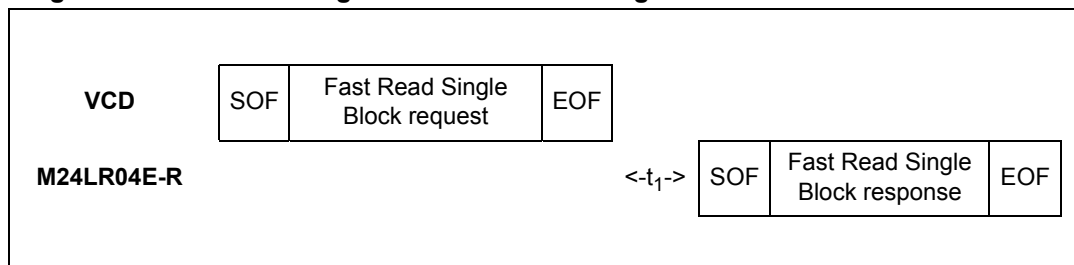 VCD SOF Fast Read Single Block request EOF
M24LR04E-R <-t1-> SOF Fast Read Single Block response EOF